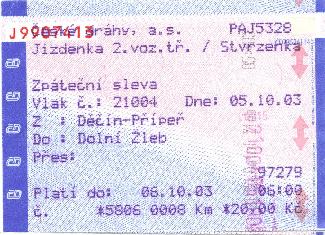 J9907413
České dráhy, a.s. PAJ5328
Jízdenka 2.voz.tř. / Stvrzenka
Zpáteční sleva
Vlak č.: 21004 Dne: 05.10.03
Z : Děčín-Přípeř
Do : Dolní Žleb
Přes:
97279
Platí do: 06.10.03 06:00
č. *5806 0008 Km *20.00 Kč